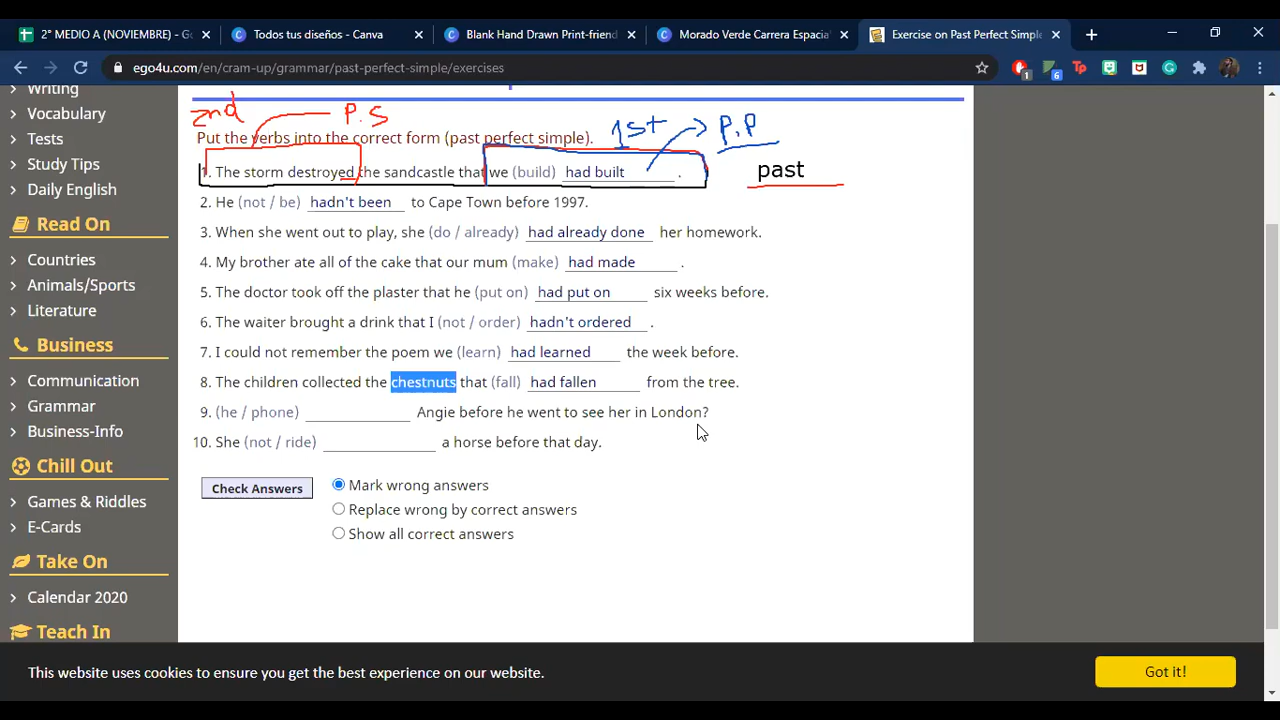 2° MEDIO A (NOVIEMBRE) - Go
Todos tus diseños - Canva
Blank Hand Drawn Print-friend
Morado Verde Carrera Espacia
Exercise on Past Perfect Simple
ego4u.com/en/cram-up/grammar/past-perfect-simple/exercises
1
6
Writing
Vocabulary
Tests
Study Tips
Daily English
Read On
Countries
Animals/Sports
Literature
Business
Communication
Grammar
Business-Info
Chill Out
Games & Riddles
E-Cards
Take On
Calendar 2020
Teach In
2nd
P.S
1st
P.P
past
Put the verbs into the correct form (past perfect simple).
1. The storm destroyed the sandcastle that we (build) had built .
2. He (not / be) hadn't been to Cape Town before 1997.
3. When she went out to play, she (do / already) had already done her homework.
4. My brother ate all of the cake that our mum (make) had made .
5. The doctor took off the plaster that he (put on) had put on six weeks before.
6. The waiter brought a drink that I (not / order) hadn't ordered .
7. I could not remember the poem we (learn) had learned the week before.
8. The children collected the chestnuts that (fall) had fallen from the tree.
9. (he / phone) Angie before he went to see her in London?
10. She (not / ride) a horse before that day.
Check Answers
Mark wrong answers
Replace wrong by correct answers
Show all correct answers
This website uses cookies to ensure you get the best experience on our website.
Got it!